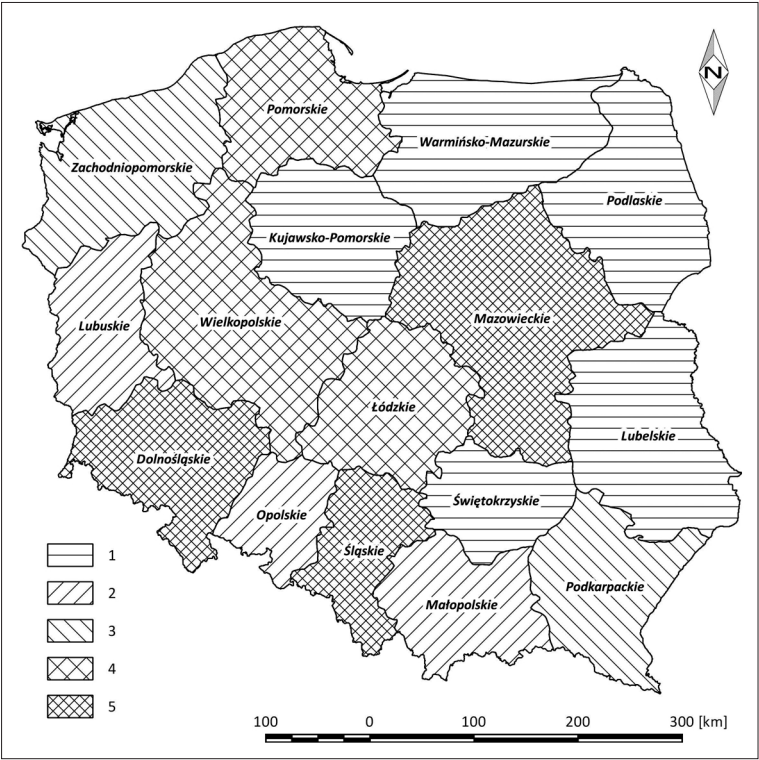 N
Pomorskie
Warmińsko-Mazurskie
Zachodniopomorskie
Podlaskie
Kujawsko-Pomorskie
Lubuskie
Wielkopolskie
Mazowieckie
Łódzkie
Lubelskie
Dolnośląskie
Świętokrzyskie
Opolskie
Śląskie
Podkarpackie
Małopolskie
1
2
3
4
5
100 0 100 200 300 [km]